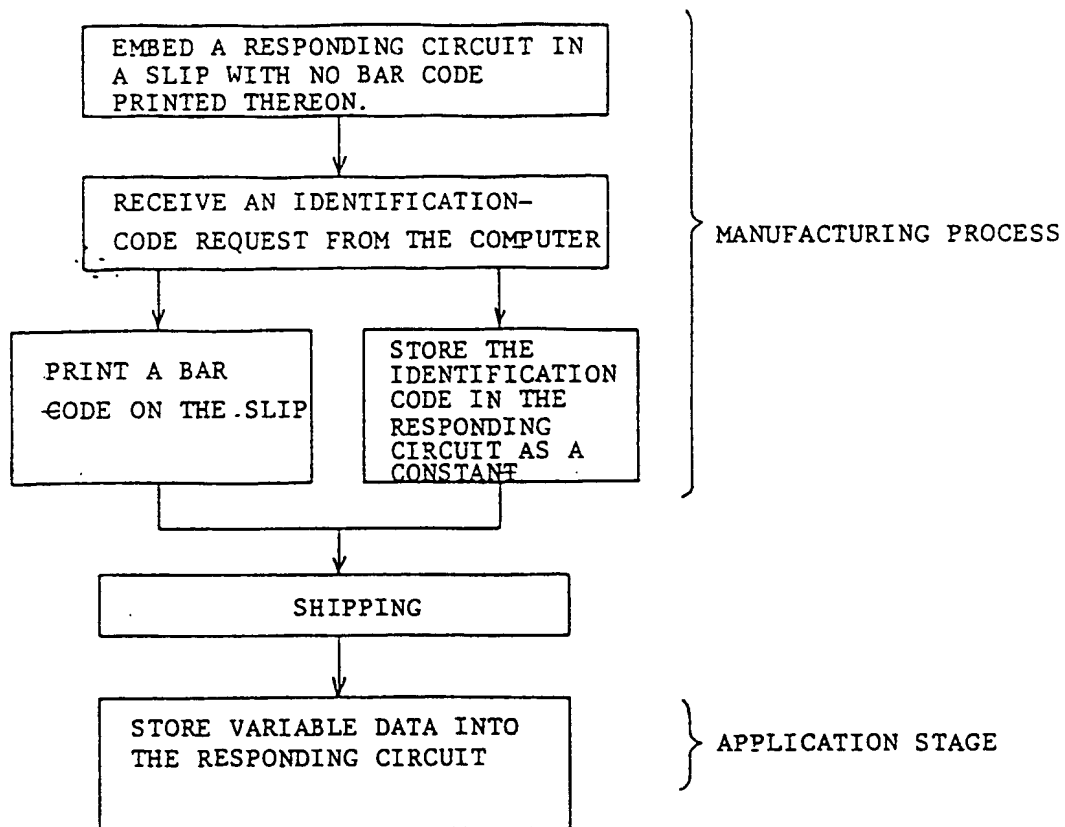 EMBED A RESPONDING CIRCUIT IN
A SLIP WITH NO BAR CODE
PRINTED THEREON.
RECEIVE AN IDENTIFICATION-
CODE REQUEST FROM THE COMPUTER
MANUFACTURING PROCESS
PRINT A BAR
CODE ON THE SLIP
STORE THE
IDENTIFICATION
CODE IN THE
RESPONDING
CIRCUIT AS A
CONSTANT
SHIPPING
STORE VARIABLE DATA INTO
THE RESPONDING CIRCUIT
APPLICATION STAGE